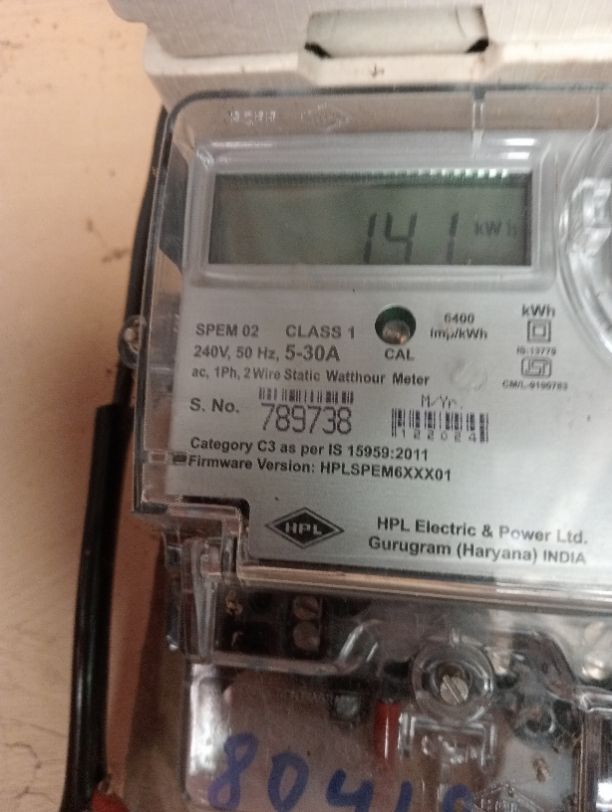 141 kWh
SPEM 02 CLASS 1
6400
imp/kWh
kWh
240V, 50 Hz, 5-30A
CAL
IS:13779
ac, 1Ph, 2 Wire Static Watthour Meter
M/Yr.
S. No. 789738
122024
Category C3 as per IS 15959:2011
Firmware Version: HPLSPEM6XXX01
HPL
HPL Electric & Power Ltd.
Gurugram (Haryana) INDIA